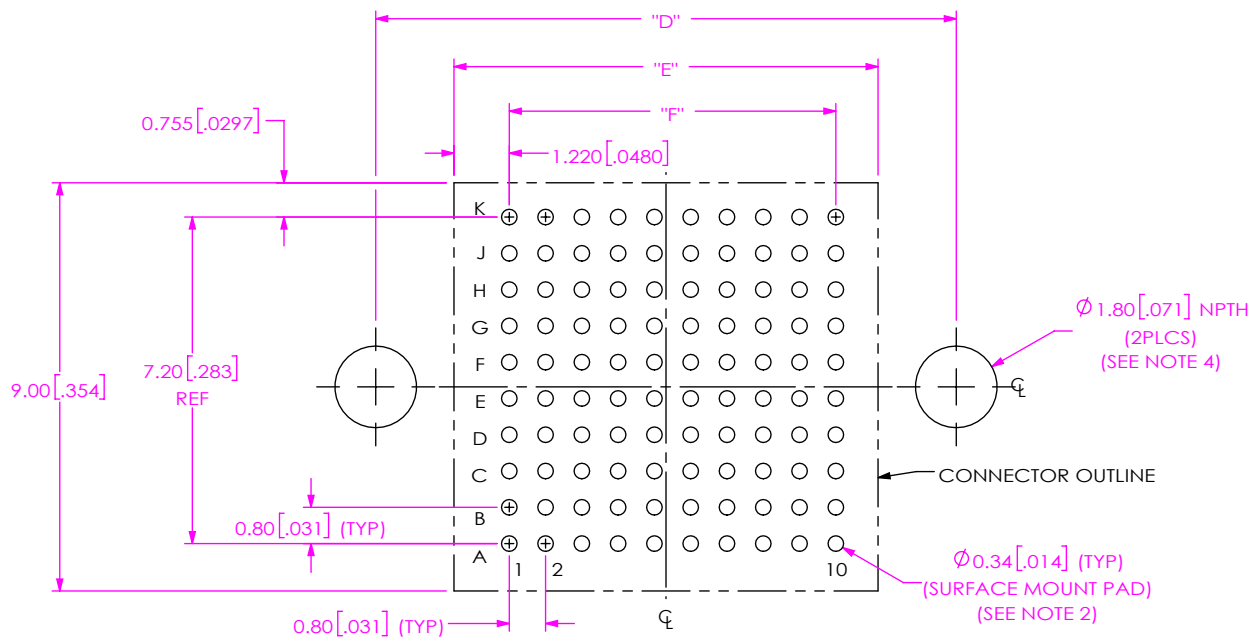 "D"
"E"
"F"
0.755[.0297]
1.220[.0480]
K
J
H
G
F
E
D
C
B
A
1
2
10
9.00[.354]
7.20[.283]
REF
0.80[.031] (TYP)
0.80[.031] (TYP)
Ø1.80[.071] NPTH
(2PLCS)
(SEE NOTE 4)
℄
CONNECTOR OUTLINE
Ø0.34[.014] (TYP)
(SURFACE MOUNT PAD)
(SEE NOTE 2)
℄